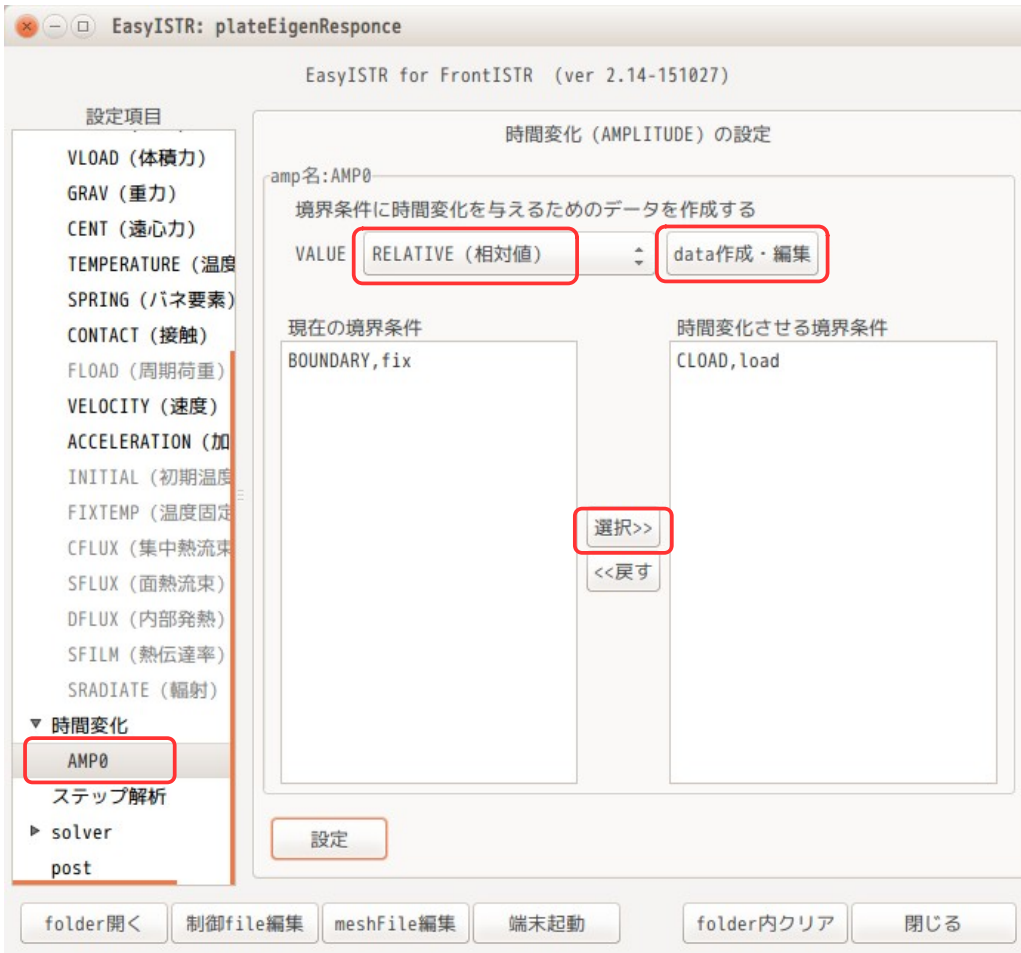 EasyISTR: plateEigenResponce
EasyISTR for FrontISTR (ver 2.14-151027)
設定項目
VLOAD (体積力)
GRAV (重力)
CENT (遠心力)
TEMPERATURE (温度
SPRING (バネ要素)
CONTACT (接触)
FLOAD (周期荷重)
VELOCITY (速度)
ACCELERATION (加
INITIAL (初期温度
FIXTEMP (温度固定
CFLUX (集中熱流束
SFLUX (面熱流束)
DFLUX (内部発熱)
SFILM (熱伝達率)
SRADIATE (輻射)
時間変化
AMP0
ステップ解析
solver
post
時間変化 (AMPLITUDE) の設定
amp名:AMP0
境界条件に時間変化を与えるためのデータを作成する
VALUE RELATIVE (相対値) data作成・編集
現在の境界条件
BOUNDARY,fix
選択>>
<<戻す
時間変化させる境界条件
CLOAD,load
設定
folder開く 制御file編集 meshFile編集 端末起動 folder内クリア 閉じる